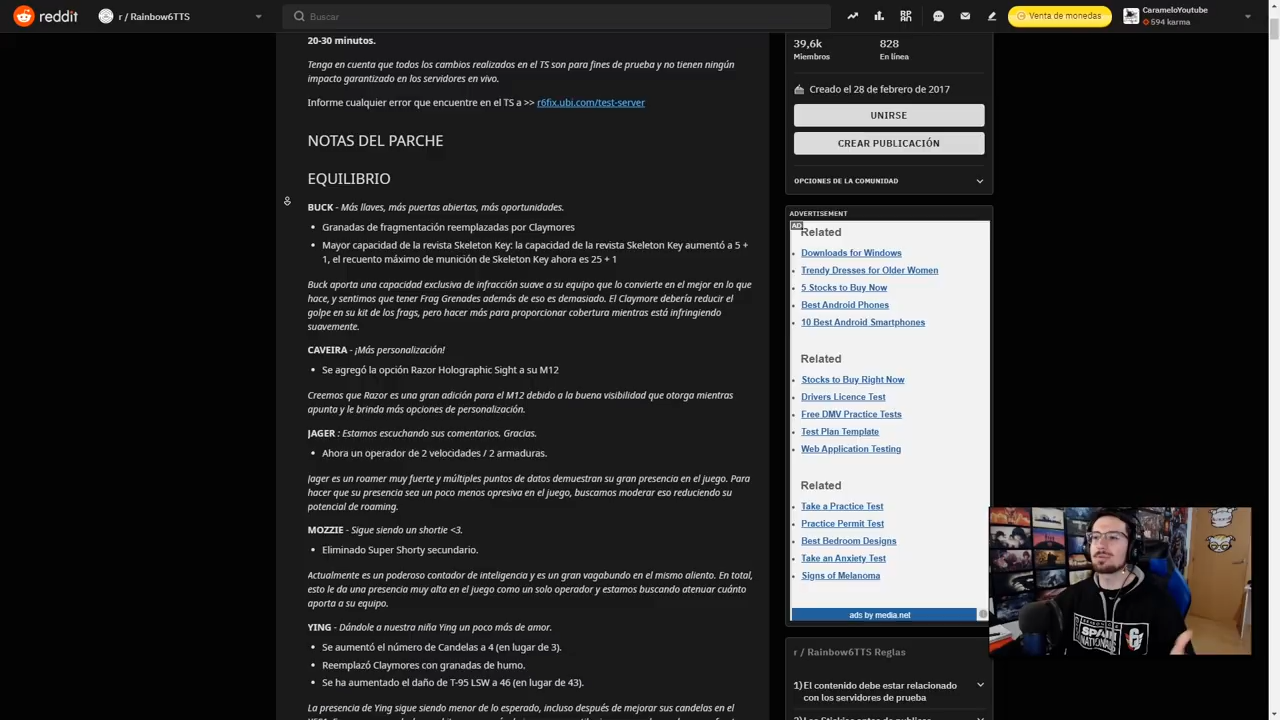 reddit
r / Rainbow6TTS
Buscar
Venta de monedas
CarameloYoutube
594 karma
20-30 minutos.
Tenga en cuenta que todos los cambios realizados en el TS son para fines de prueba y no tienen ningún
impacto garantizado en los servidores en vivo.
Informe cualquier error que encuentre en el TS a >> r6fix.ubi.com/test-server
NOTAS DEL PARCHE
EQUILIBRIO
BUCK - Más llaves, más puertas abiertas, más oportunidades.
Granadas de fragmentación reemplazadas por Claymores
Mayor capacidad de la revista Skeleton Key: la capacidad de la revista Skeleton Key aumentó a 5 +
1, el recuento máximo de munición de Skeleton Key ahora es 25 + 1
Buck aporta una capacidad exclusiva de infracción suave a su equipo que lo convierte en el mejor en lo que
hace, y sentimos que tener Frag Grenades además de eso es demasiado. El Claymore debería reducir el
golpe en su kit de los frags, pero hacer más para proporcionar cobertura mientras está infringiendo
suavemente.
CAVEIRA - ¡Más personalización!
Se agregó la opción Razor Holographic Sight a su M12
Creemos que Razor es una gran adición para el M12 debido a la buena visibilidad que otorga mientras
apunta y le brinda más opciones de personalización.
JAGER : Estamos escuchando sus comentarios. Gracias.
Ahora un operador de 2 velocidades / 2 armaduras.
Jager es un roamer muy fuerte y múltiples puntos de datos demuestran su gran presencia en el juego. Para
hacer que su presencia sea un poco menos opresiva en el juego, buscamos moderar eso reduciendo su
potencial de roaming.
MOZZIE - Sigue siendo un shortie <3.
Eliminado Super Shorty secundario.
Actualmente es un poderoso contador de inteligencia y es un gran vagabundo en el mismo aliento. En total,
esto le da una presencia muy alta en el juego como un solo operador y estamos buscando atenuar cuánto
aporta a su equipo.
YING - Dándole a nuestra niña Ying un poco más de amor.
Se aumentó el número de Candelas a 4 (en lugar de 3).
Reemplazó Claymores con granadas de humo.
Se ha aumentado el daño de T-95 LSW a 46 (en lugar de 43).
La presencia de Ying sigue siendo menor de lo esperado, incluso después de mejorar sus candelas en el
39,6k
828
Miembros
En línea
Creado el 28 de febrero de 2017
UNIRSE
CREAR PUBLICACIÓN
OPCIONES DE LA COMUNIDAD
ADVERTISEMENT
AD
Related
Downloads for Windows
Trendy Dresses for Older Women
5 Stocks to Buy Now
Best Android Phones
10 Best Android Smartphones
Related
Stocks to Buy Right Now
Drivers Licence Test
Free DMV Practice Tests
Test Plan Template
Web Application Testing
Related
Take a Practice Test
Practice Permit Test
Best Bedroom Designs
Take an Anxiety Test
Signs of Melanoma
ads by media.net
r / Rainbow6TTS Reglas
1) El contenido debe estar relacionado
con los servidores de prueba
SPAIN
NATIONALS